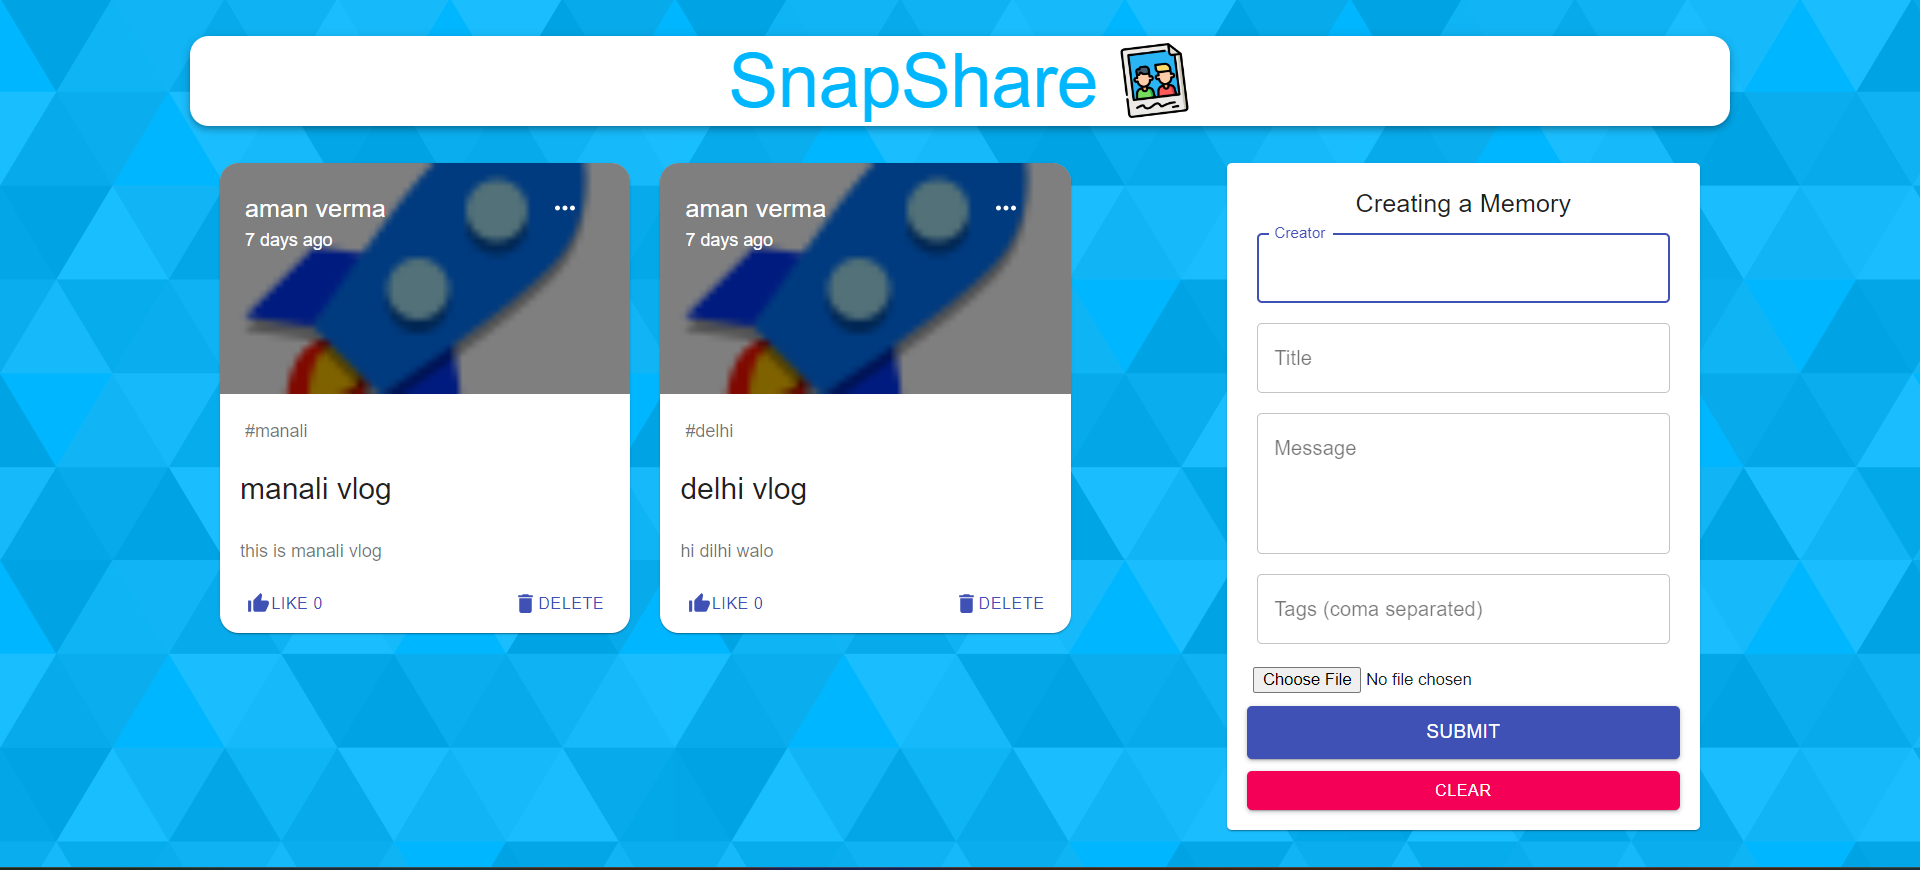 SnapShare
aman verma
7 days ago
#manali
manali vlog
this is manali vlog
LIKE 0
DELETE
aman verma
7 days ago
#delhi
delhi vlog
hi dilhi walo
LIKE 0
DELETE
Creating a Memory
Creator
Title
Message
Tags (coma separated)
Choose File No file chosen
SUBMIT
CLEAR